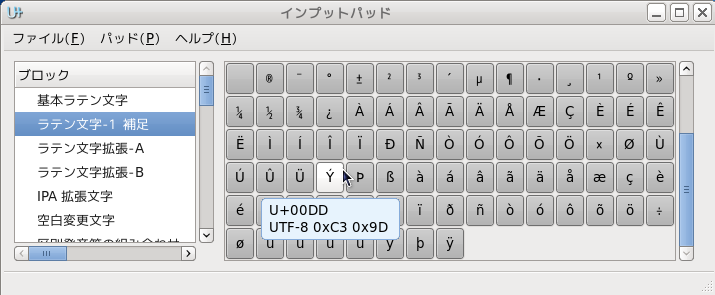 インプットパッド
ファイル(F) パッド(P) ヘルプ(H)
ブロック
基本ラテン文字
ラテン文字-1 補足
ラテン文字拡張-A
ラテン文字拡張-B
IPA 拡張文字
空白変更文字
® ¯ ° ± ² ³ ´ µ ¶ · ¸ ¹ º »
¼ ½ ¾ ¿ À Á Â Ã Ä Å Æ Ç È É Ê
Ë Ì Í Î Ï Ð Ñ Ò Ó Ô Õ Ö × Ø Ù
Ú Û Ü Ý Þ ß à á â ã ä å æ ç è
é ï ð ñ ò ó ô õ ö ÷
ø ý þ ÿ
U+00DD
UTF-8 0xC3 0x9D